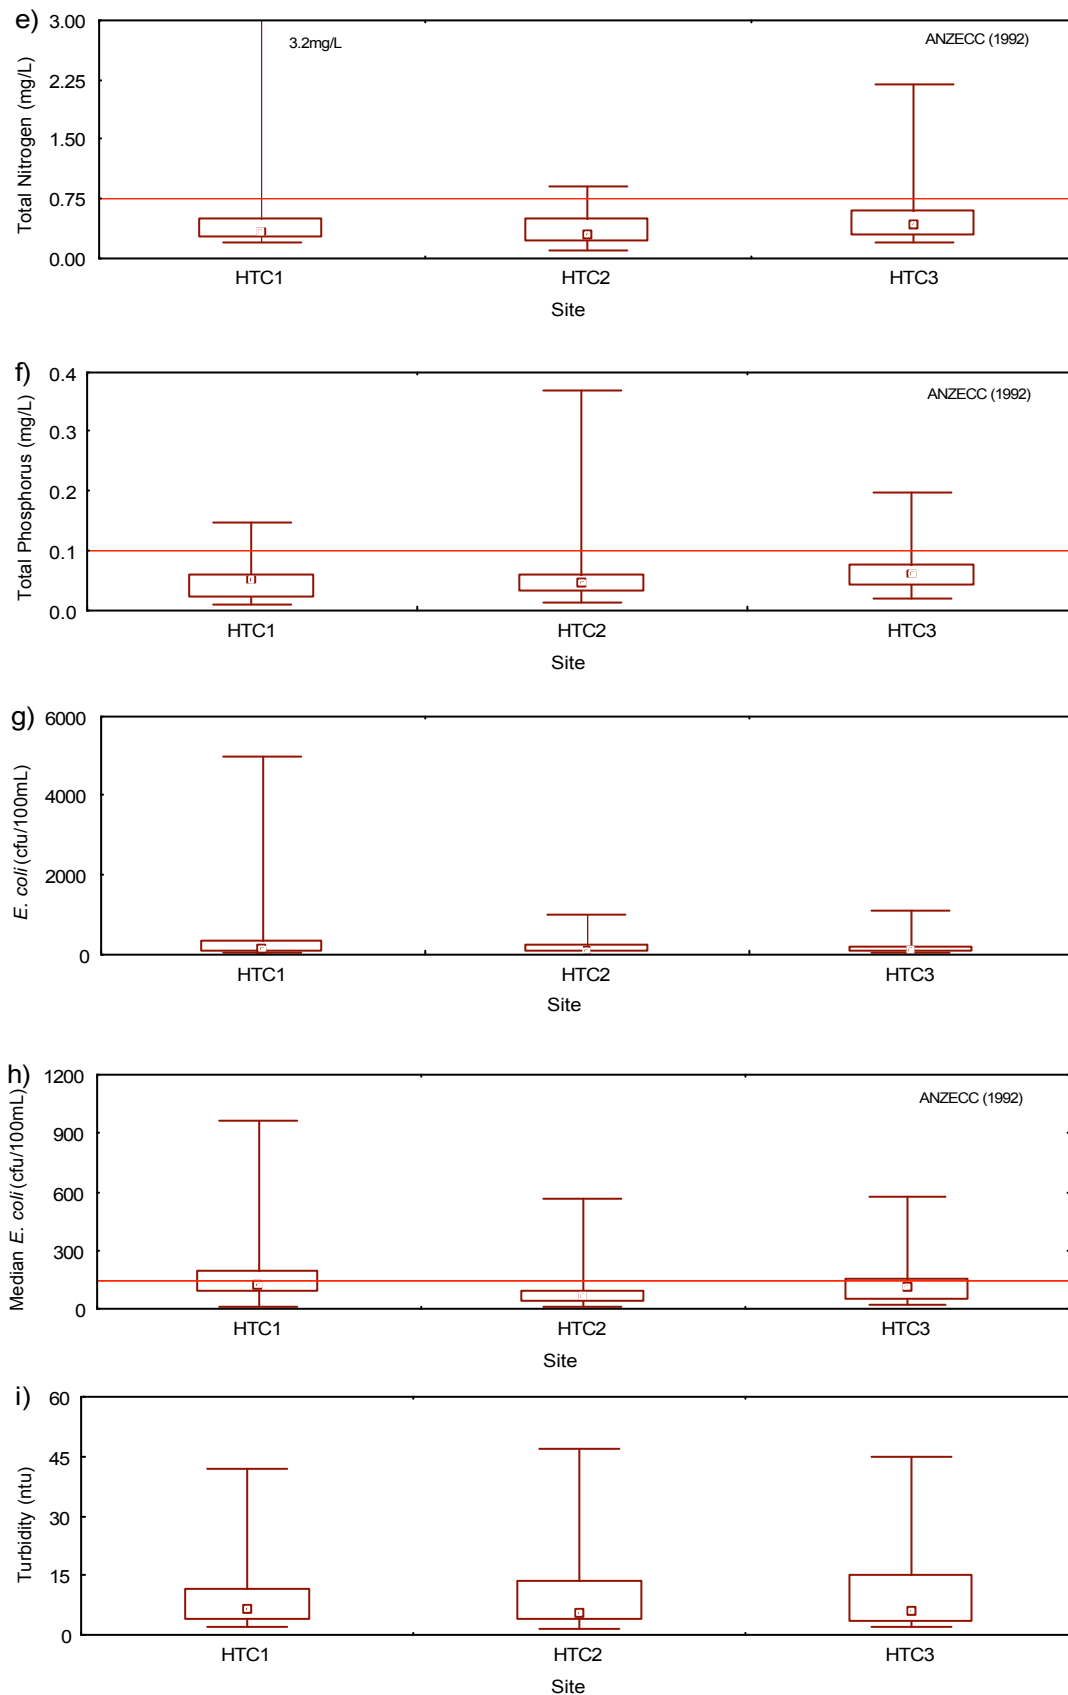 e)
3.00
2.25
1.50
0.75
0.00
Total Nitrogen (mg/L)
3.2mg/L
ANZECC (1992)
HTC1 HTC2 HTC3
Site
f)
0.4
0.3
0.2
0.1
0.0
Total Phosphorus (mg/L)
ANZECC (1992)
HTC1 HTC2 HTC3
Site
g)
6000
4000
2000
0
E. coli (cfu/100mL)
HTC1 HTC2 HTC3
Site
h)
1200
900
600
300
0
Median E. coli (cfu/100mL)
ANZECC (1992)
HTC1 HTC2 HTC3
Site
i)
60
45
30
15
0
Turbidity (ntu)
HTC1 HTC2 HTC3
Site